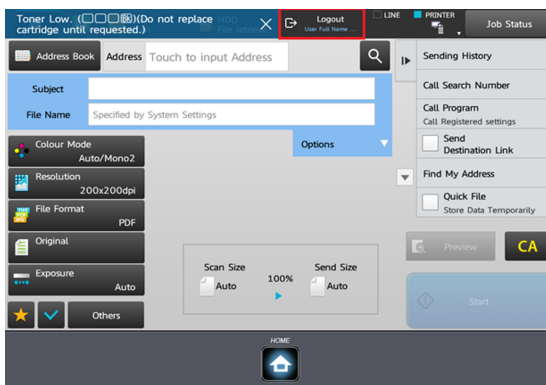 Toner Low. (□□□Bk)(Do not replace
cartridge until requested.)
Logout
User Full Name ...
LINE
PRINTER
Job Status
Address Book
Address
Touch to input Address
Sending History
Subject
Call Search Number
File Name
Specified by System Settings
Call Program
Call Registered settings
Colour Mode
Auto/Mono2
Options
Send
Destination Link
Resolution
200x200dpi
Find My Address
File Format
PDF
Quick File
Store Data Temporarily
Original
Preview
CA
Exposure
Auto
Scan Size
Auto
100%
Send Size
Auto
Start
Others
HOME